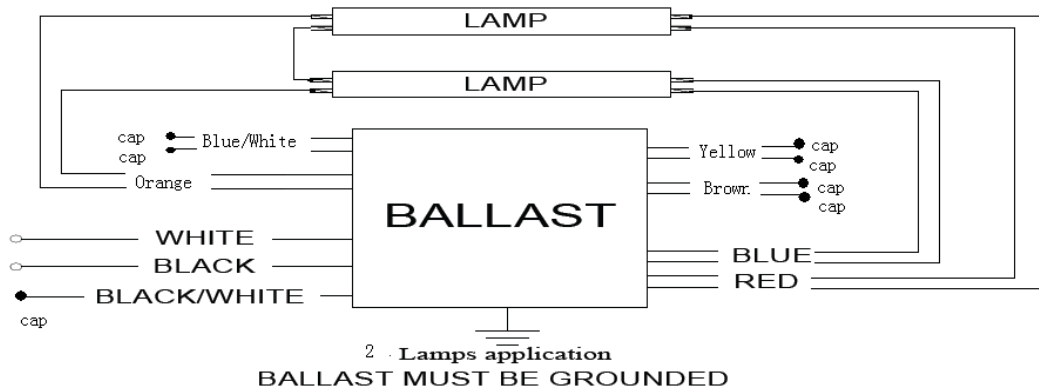 LAMP
LAMP
cap
cap
Blue/White
Yellow
cap
cap
Orange
Brown.
cap
cap
BALLAST
WHITE
BLACK
BLACK/WHITE
cap
BLUE
RED
2 . Lamps application
BALLAST MUST BE GROUNDED